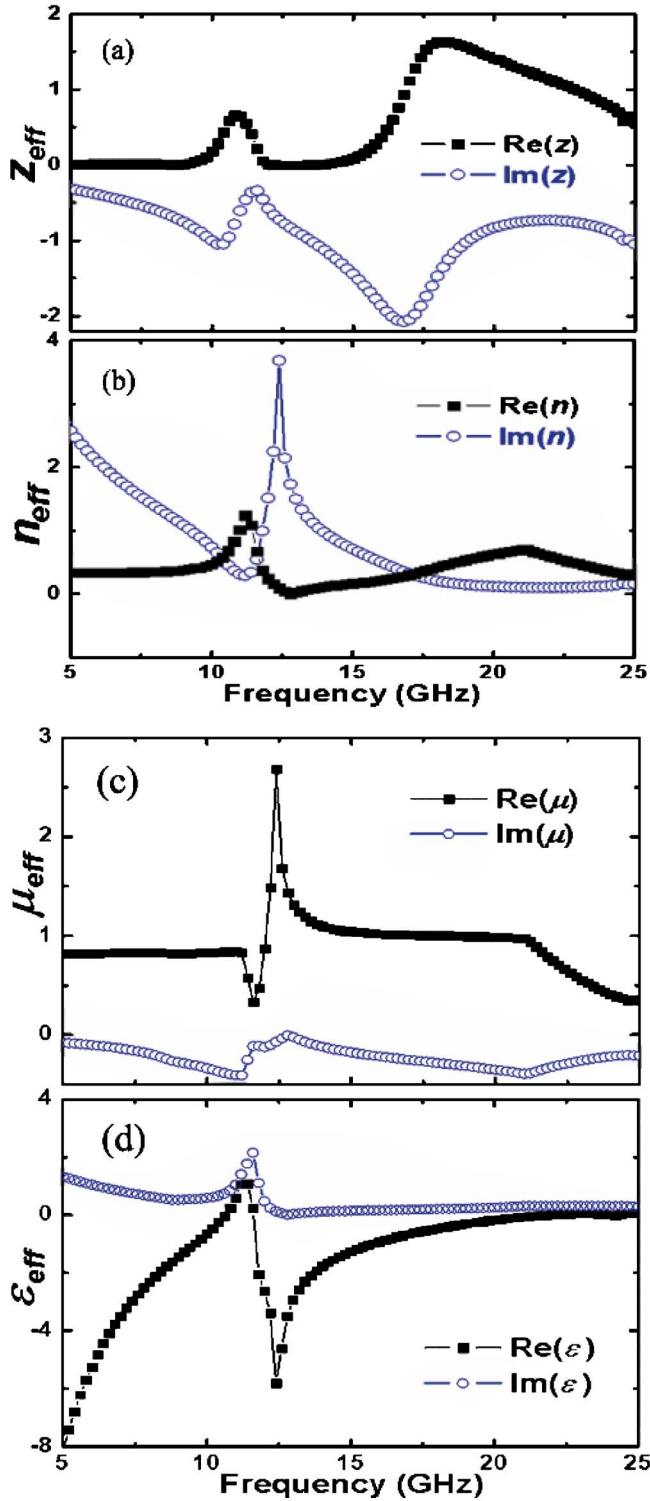 (a)
2
1
0
-1
-2
Z_eff
Re(z)
Im(z)
(b)
4
2
0
n_eff
Re(n)
Im(n)
5 10 15 20 25
Frequency (GHz)
(c)
3
2
1
0
μ_eff
Re(μ)
Im(μ)
(d)
4
0
-4
-8
ε_eff
Re(ε)
Im(ε)
5 10 15 20 25
Frequency (GHz)